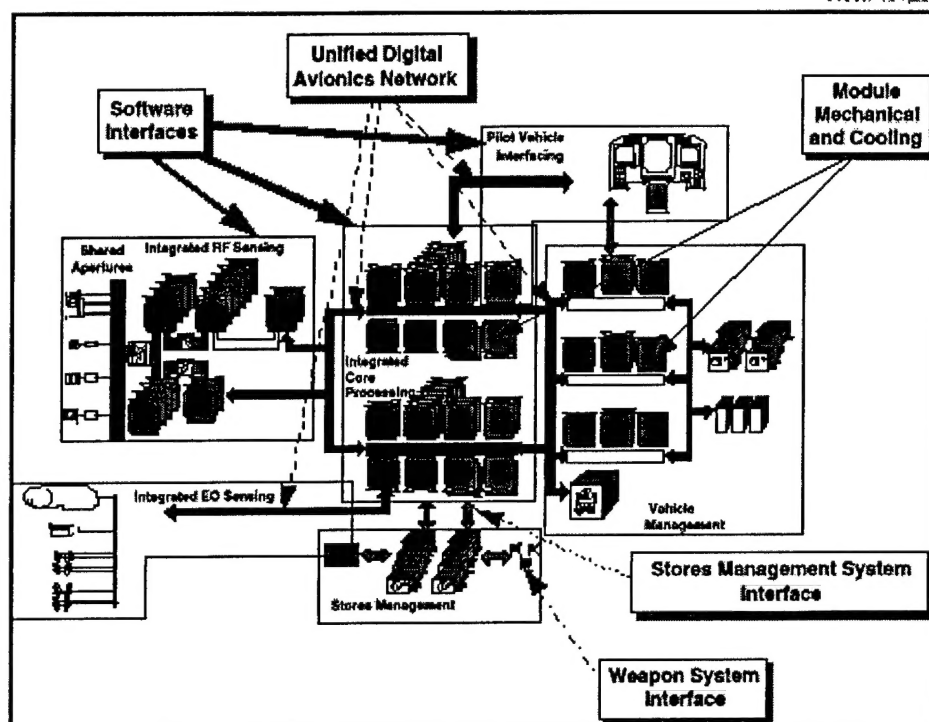 Unified Digital
Avionics Network
Software
Interfaces
Module
Mechanical
and Cooling
Pilot Vehicle
Interfacing
Shared
Apertures
Integrated RF Sensing
Integrated
Core
Processing
Integrated EO Sensing
Vehicle
Management
Stores Management
Stores Management System
Interface
Weapon System
Interface